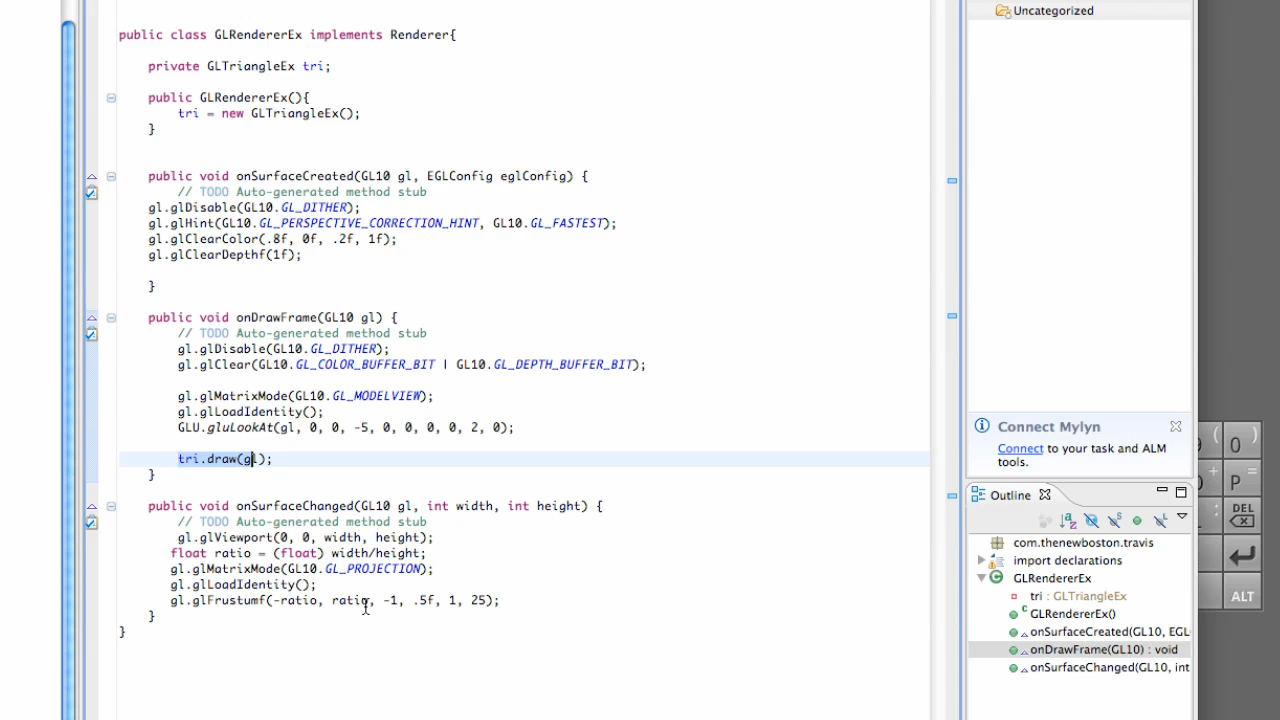 Uncategorized
public class GLRendererEx implements Renderer{
private GLTriangleEx tri;
public GLRendererEx(){
tri = new GLTriangleEx();
}
public void onSurfaceCreated(GL10 gl, EGLConfig eglConfig) {
// TODO Auto-generated method stub
gl.glDisable(GL10.GL_DITHER);
gl.glHint(GL10.GL_PERSPECTIVE_CORRECTION_HINT, GL10.GL_FASTEST);
gl.glClearColor(.8f, 0f, .2f, 1f);
gl.glClearDepthf(1f);
}
public void onDrawFrame(GL10 gl) {
// TODO Auto-generated method stub
gl.glDisable(GL10.GL_DITHER);
gl.glClear(GL10.GL_COLOR_BUFFER_BIT | GL10.GL_DEPTH_BUFFER_BIT);
gl.glMatrixMode(GL10.GL_MODELVIEW);
gl.glLoadIdentity();
GLU.gluLookAt(gl, 0, 0, -5, 0, 0, 0, 0, 2, 0);
tri.draw(gl);
}
public void onSurfaceChanged(GL10 gl, int width, int height) {
// TODO Auto-generated method stub
gl.glViewport(0, 0, width, height);
float ratio = (float) width/height;
gl.glMatrixMode(GL10.GL_PROJECTION);
gl.glLoadIdentity();
gl.glFrustumf(-ratio, ratio, -1, .5f, 1, 25);
}
}
Connect Mylyn
Connect to your task and ALM
tools.
Outline
com.thenewboston.travis
import declarations
GLRendererEx
tri : GLTriangleEx
GLRendererEx()
onSurfaceCreated(GL10, EGL
onDrawFrame(GL10) : void
onSurfaceChanged(GL10, int
( )
0
+
P
DEL
ALT